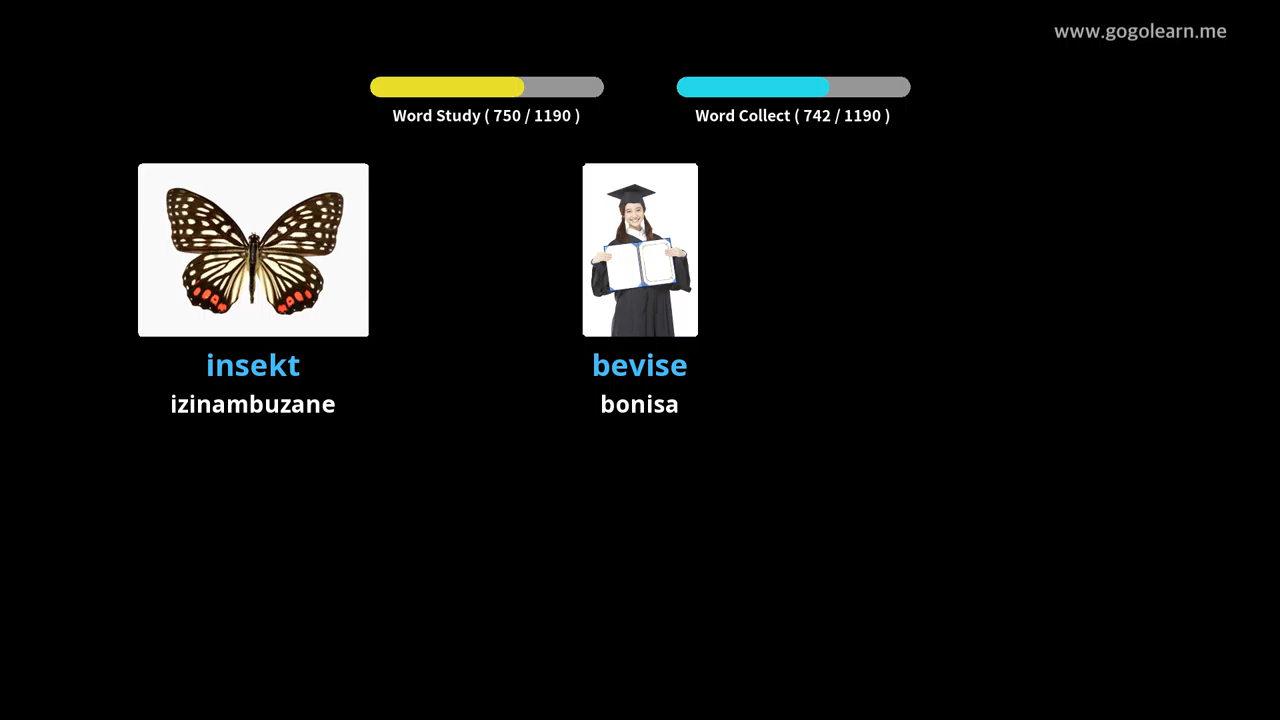 www.gogolearn.me
Word Study ( 750 / 1190 )
Word Collect ( 742 / 1190 )
insekt
izinambuzane
bevise
bonisa